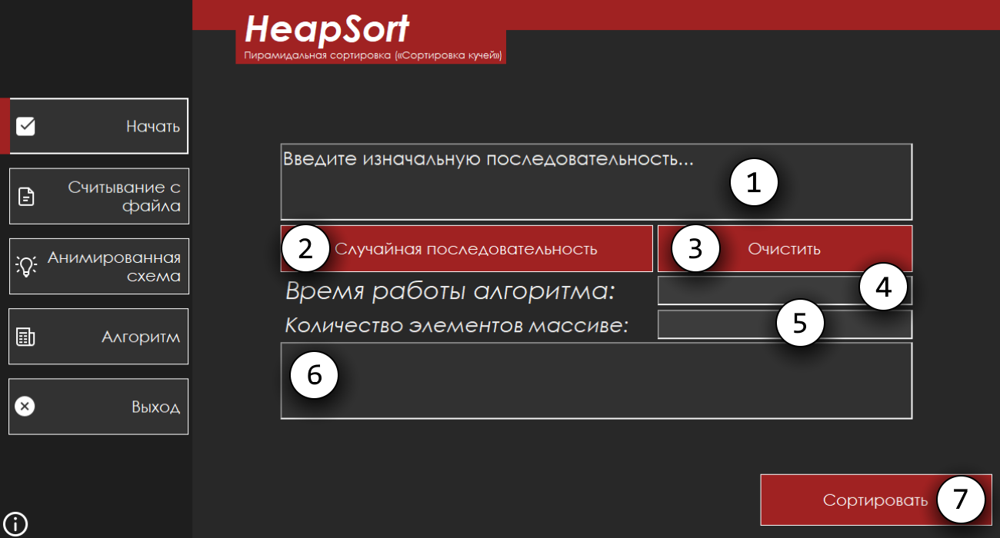 HeapSort
Пирамидальная сортировка («Сортировка кучей»)
Начать
Считывание с
файла
Анимированная
схема
Алгоритм
Выход
Введите изначальную последовательность...
1
2
Случайная последовательность
3
Очистить
Время работы алгоритма:
4
Количество элементов массиве:
5
6
Сортировать
7